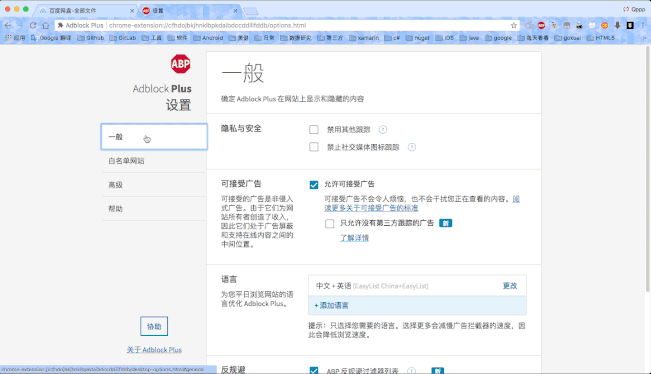 百度网盘-全部文件
设置
Oppo
Adblock Plus | chrome-extension://cfhdojbkjhnklbpkdaibdccddilifddb/options.html
应用
Google 翻译
Github
GitLab
工具
软件
Android
美健
日常
数据研究
第三方
xamarin
c#
nuget
iOS
java
google
每天看看
guxuai
HTML5
ABP
Adblock Plus
设置
一般
白名单网站
高级
帮助
协助
关于 Adblock Plus
一般
确定 Adblock Plus 在网站上显示和隐藏的内容
隐私与安全
禁用其他跟踪
禁止社交媒体图标跟踪
可接受广告
可接受的广告是非侵入
式广告。由于它们为网
站所有者创造了收入，
因此它们处于广告屏蔽
和支持在线内容之间的
中间位置。
允许可接受广告
可接受广告不会令人烦恼，也不会干扰您正在查看的内容。阅
读更多关于可接受广告的标准
只允许没有第三方跟踪的广告
新
了解详情
语言
为您平日浏览网站的语
言优化 Adblock Plus。
中文 + 英语 (EasyList China+EasyList)
更改
+ 添加语言
提示：只选择您需要的语言。选择更多会减慢广告拦截器的速度，因
此会降低浏览速度。
反规避
ABP 反规避过滤器列表
新